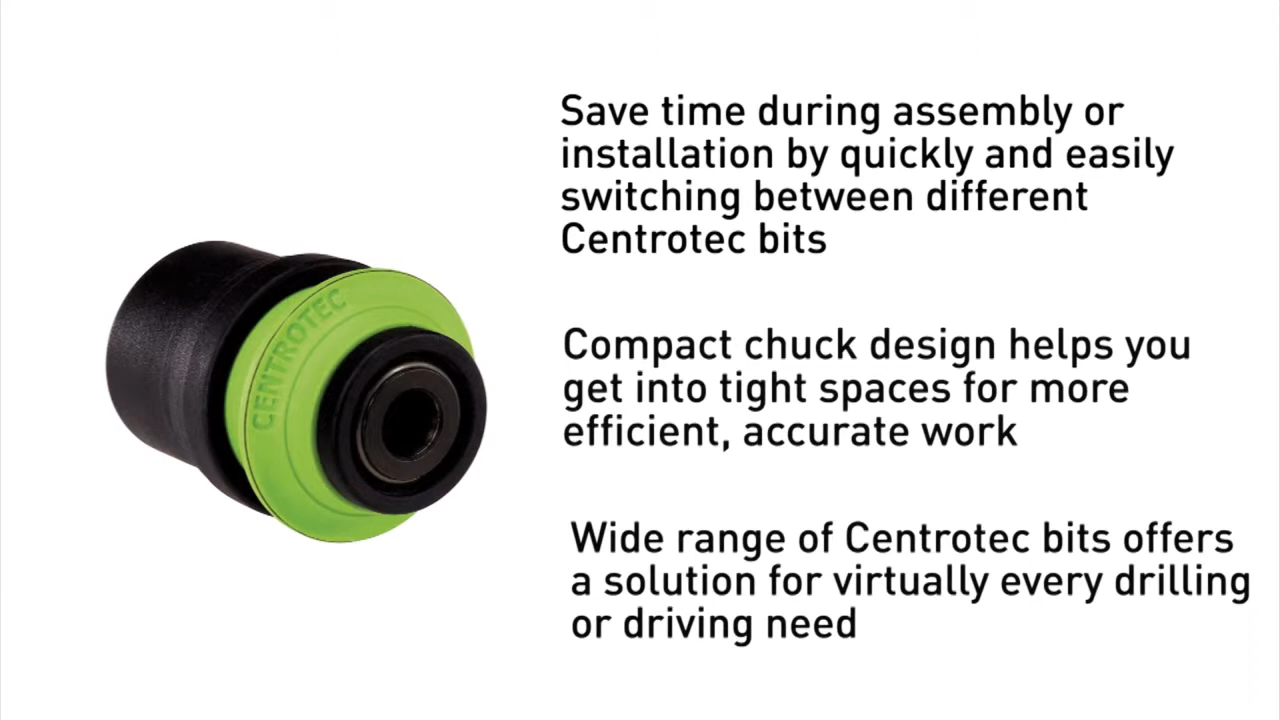 CENTROTEC
Save time during assembly or
installation by quickly and easily
switching between different
Centrotec bits
Compact chuck design helps you
get into tight spaces for more
efficient, accurate work
Wide range of Centrotec bits offers
a solution for virtually every drilling
or driving need